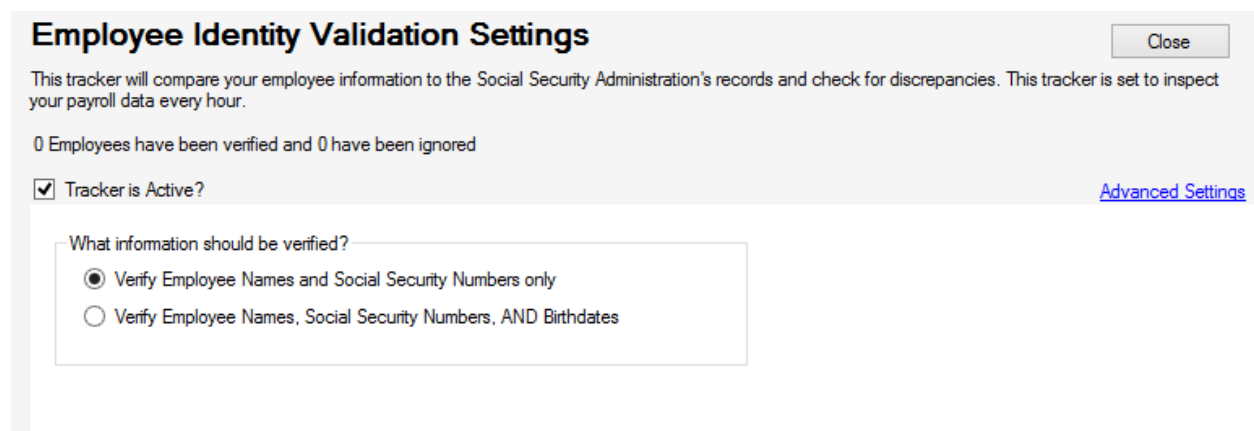 Employee Identity Validation Settings
Close
This tracker will compare your employee information to the Social Security Administration's records and check for discrepancies. This tracker is set to inspect
your payroll data every hour.
0 Employees have been verified and 0 have been ignored
Tracker is Active?
Advanced Settings
What information should be verified?
Verify Employee Names and Social Security Numbers only
Verify Employee Names, Social Security Numbers, AND Birthdates